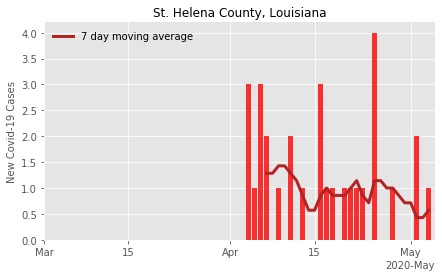 St. Helena County, Louisiana
7 day moving average
New Covid-19 Cases
4.0
3.5
3.0
2.5
2.0
1.5
1.0
0.5
0.0
Mar 15 Apr 15 May
2020-May